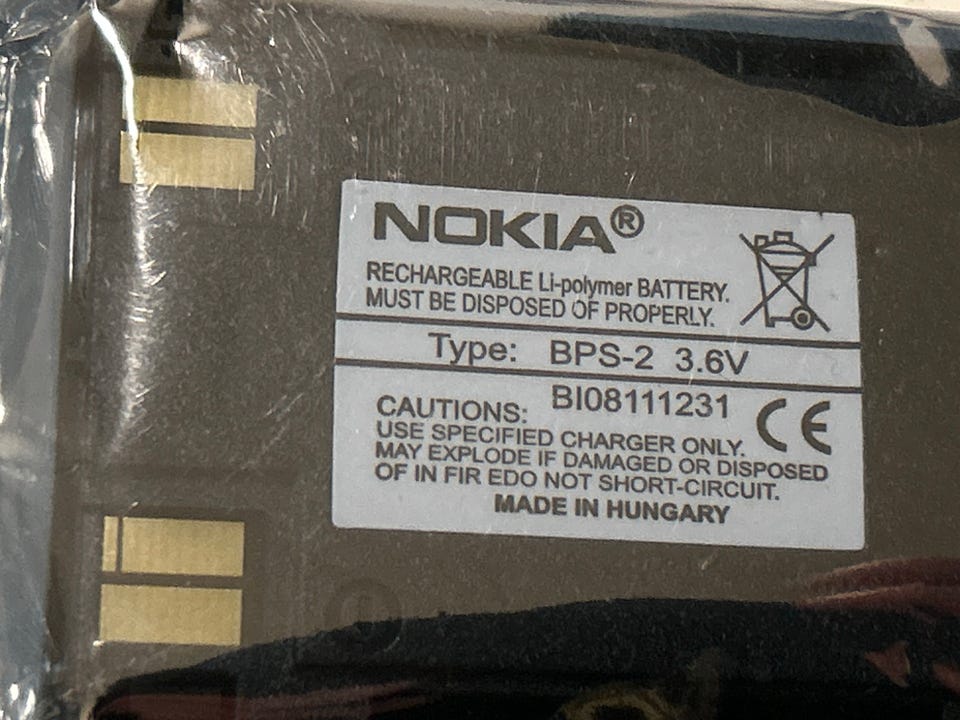 NOKIA®
RECHARGEABLE Li-polymer BATTERY.
MUST BE DISPOSED OF PROPERLY.
Type: BPS-2 3.6V
BI08111231
CE
CAUTIONS:
USE SPECIFIED CHARGER ONLY.
MAY EXPLODE IF DAMAGED OR DISPOSED
OF IN FIR EDO NOT SHORT-CIRCUIT.
MADE IN HUNGARY